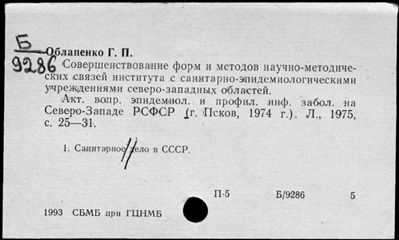 Б
9286
Облапенко Г. П.
Совершенствование форм и методов научно-методичес-
ских связей института с санитарно-эпидемиологическими
учреждениями северо-западных областей.
Акт. вопр. эпидемиол. и профил. инф. забол. на
Северо-Западе РСФСР (г. Псков, 1974 г.). Л., 1975,
с. 25—31.
1. Санитарное дело в СССР.
П-5 Б/9286 5
1993 СБМБ при ГЦНМБ